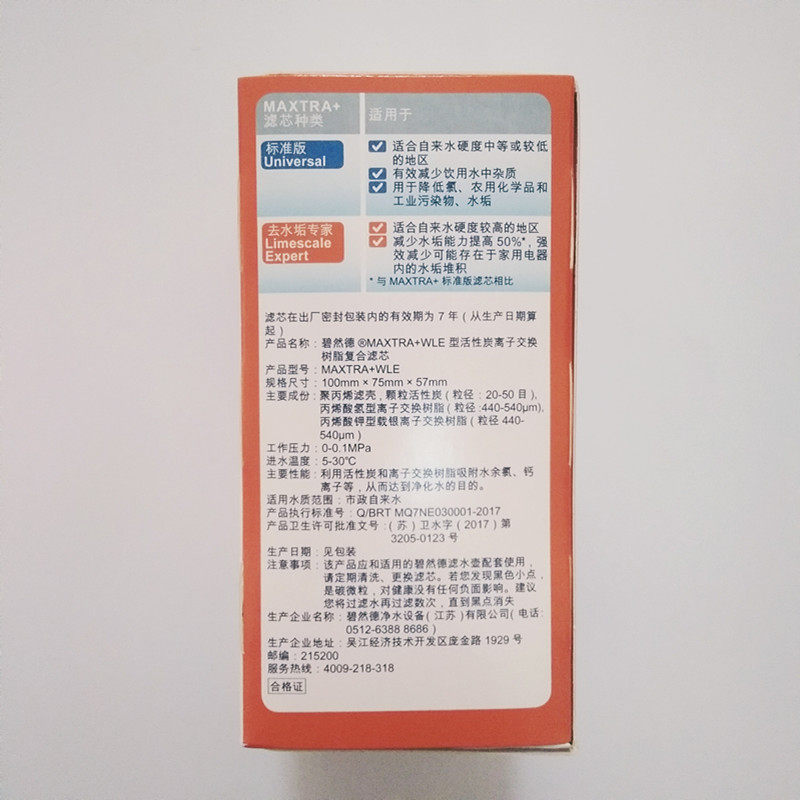 MAXTRA+
滤芯种类
适用于
标准版
Universal
适合自来水硬度中等或较低
的地区
有效减少饮用水中杂质
用于降低氯、农用化学品和
工业污染物、水垢
去水垢专家
Limescale
Expert
适合自来水硬度较高的地区
减少水垢能力提高50%*，强
效减少可能存在于家用电器
内的水垢堆积
* 与 MAXTRA+ 标准版滤芯相比
滤芯在出厂密封包装内的有效期为 7 年（从生产日期算
起）
产品名称：碧然德 ®MAXTRA+WLE 型活性炭离子交换
树脂复合滤芯
产品型号：MAXTRA+WLE
规格尺寸：100mm × 75mm × 57mm
主要成份：聚丙烯滤壳，颗粒活性炭（粒径：20-50 目），
丙烯酸氢型离子交换树脂（粒径:440-540μm），
丙烯酸钾型载银离子交换树脂（粒径 440-
540μm）
工作压力：0-0.1MPa
进水温度：5-30℃
主要性能：利用活性炭和离子交换树脂吸附水余氯、钙
离子等，从而达到净化水的目的。
适用水质范围：市政自来水
产品执行标准号：Q/BRT MQ7NE030001-2017
产品卫生许可批准文号：（苏）卫水字（2017）第
3205-0123 号
生产日期：见包装
注意事项：该产品应和适用的碧然德滤水壶配套使用，
请定期清洗、更换滤芯。若您发现黑色小点，
是碳微粒，对健康没有任何负面影响。建议
您将过滤水再过滤数次，直到黑点消失
生产企业名称：碧然德净水设备（江苏）有限公司（电话：
0512-6388 8686）
生产企业地址：吴江经济技术开发区庞金路 1929 号
邮编：215200
服务热线：4009-218-318
合格证